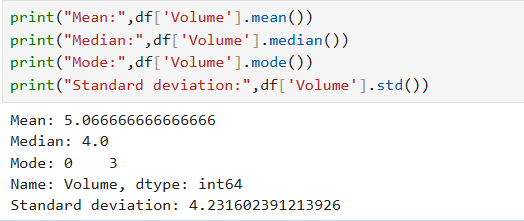 print("Mean:",df['Volume'].mean())
print("Median:",df['Volume'].median())
print("Mode:",df['Volume'].mode())
print("Standard deviation:",df['Volume'].std())
Mean: 5.066666666666666
Median: 4.0
Mode: 0    3
Name: Volume, dtype: int64
Standard deviation: 4.231602391213926